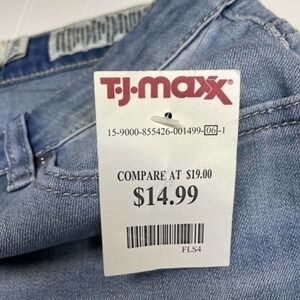 T·J·maxx
15-9000-855426-001499-06-1
COMPARE AT $19.00
$14.99
FLS4